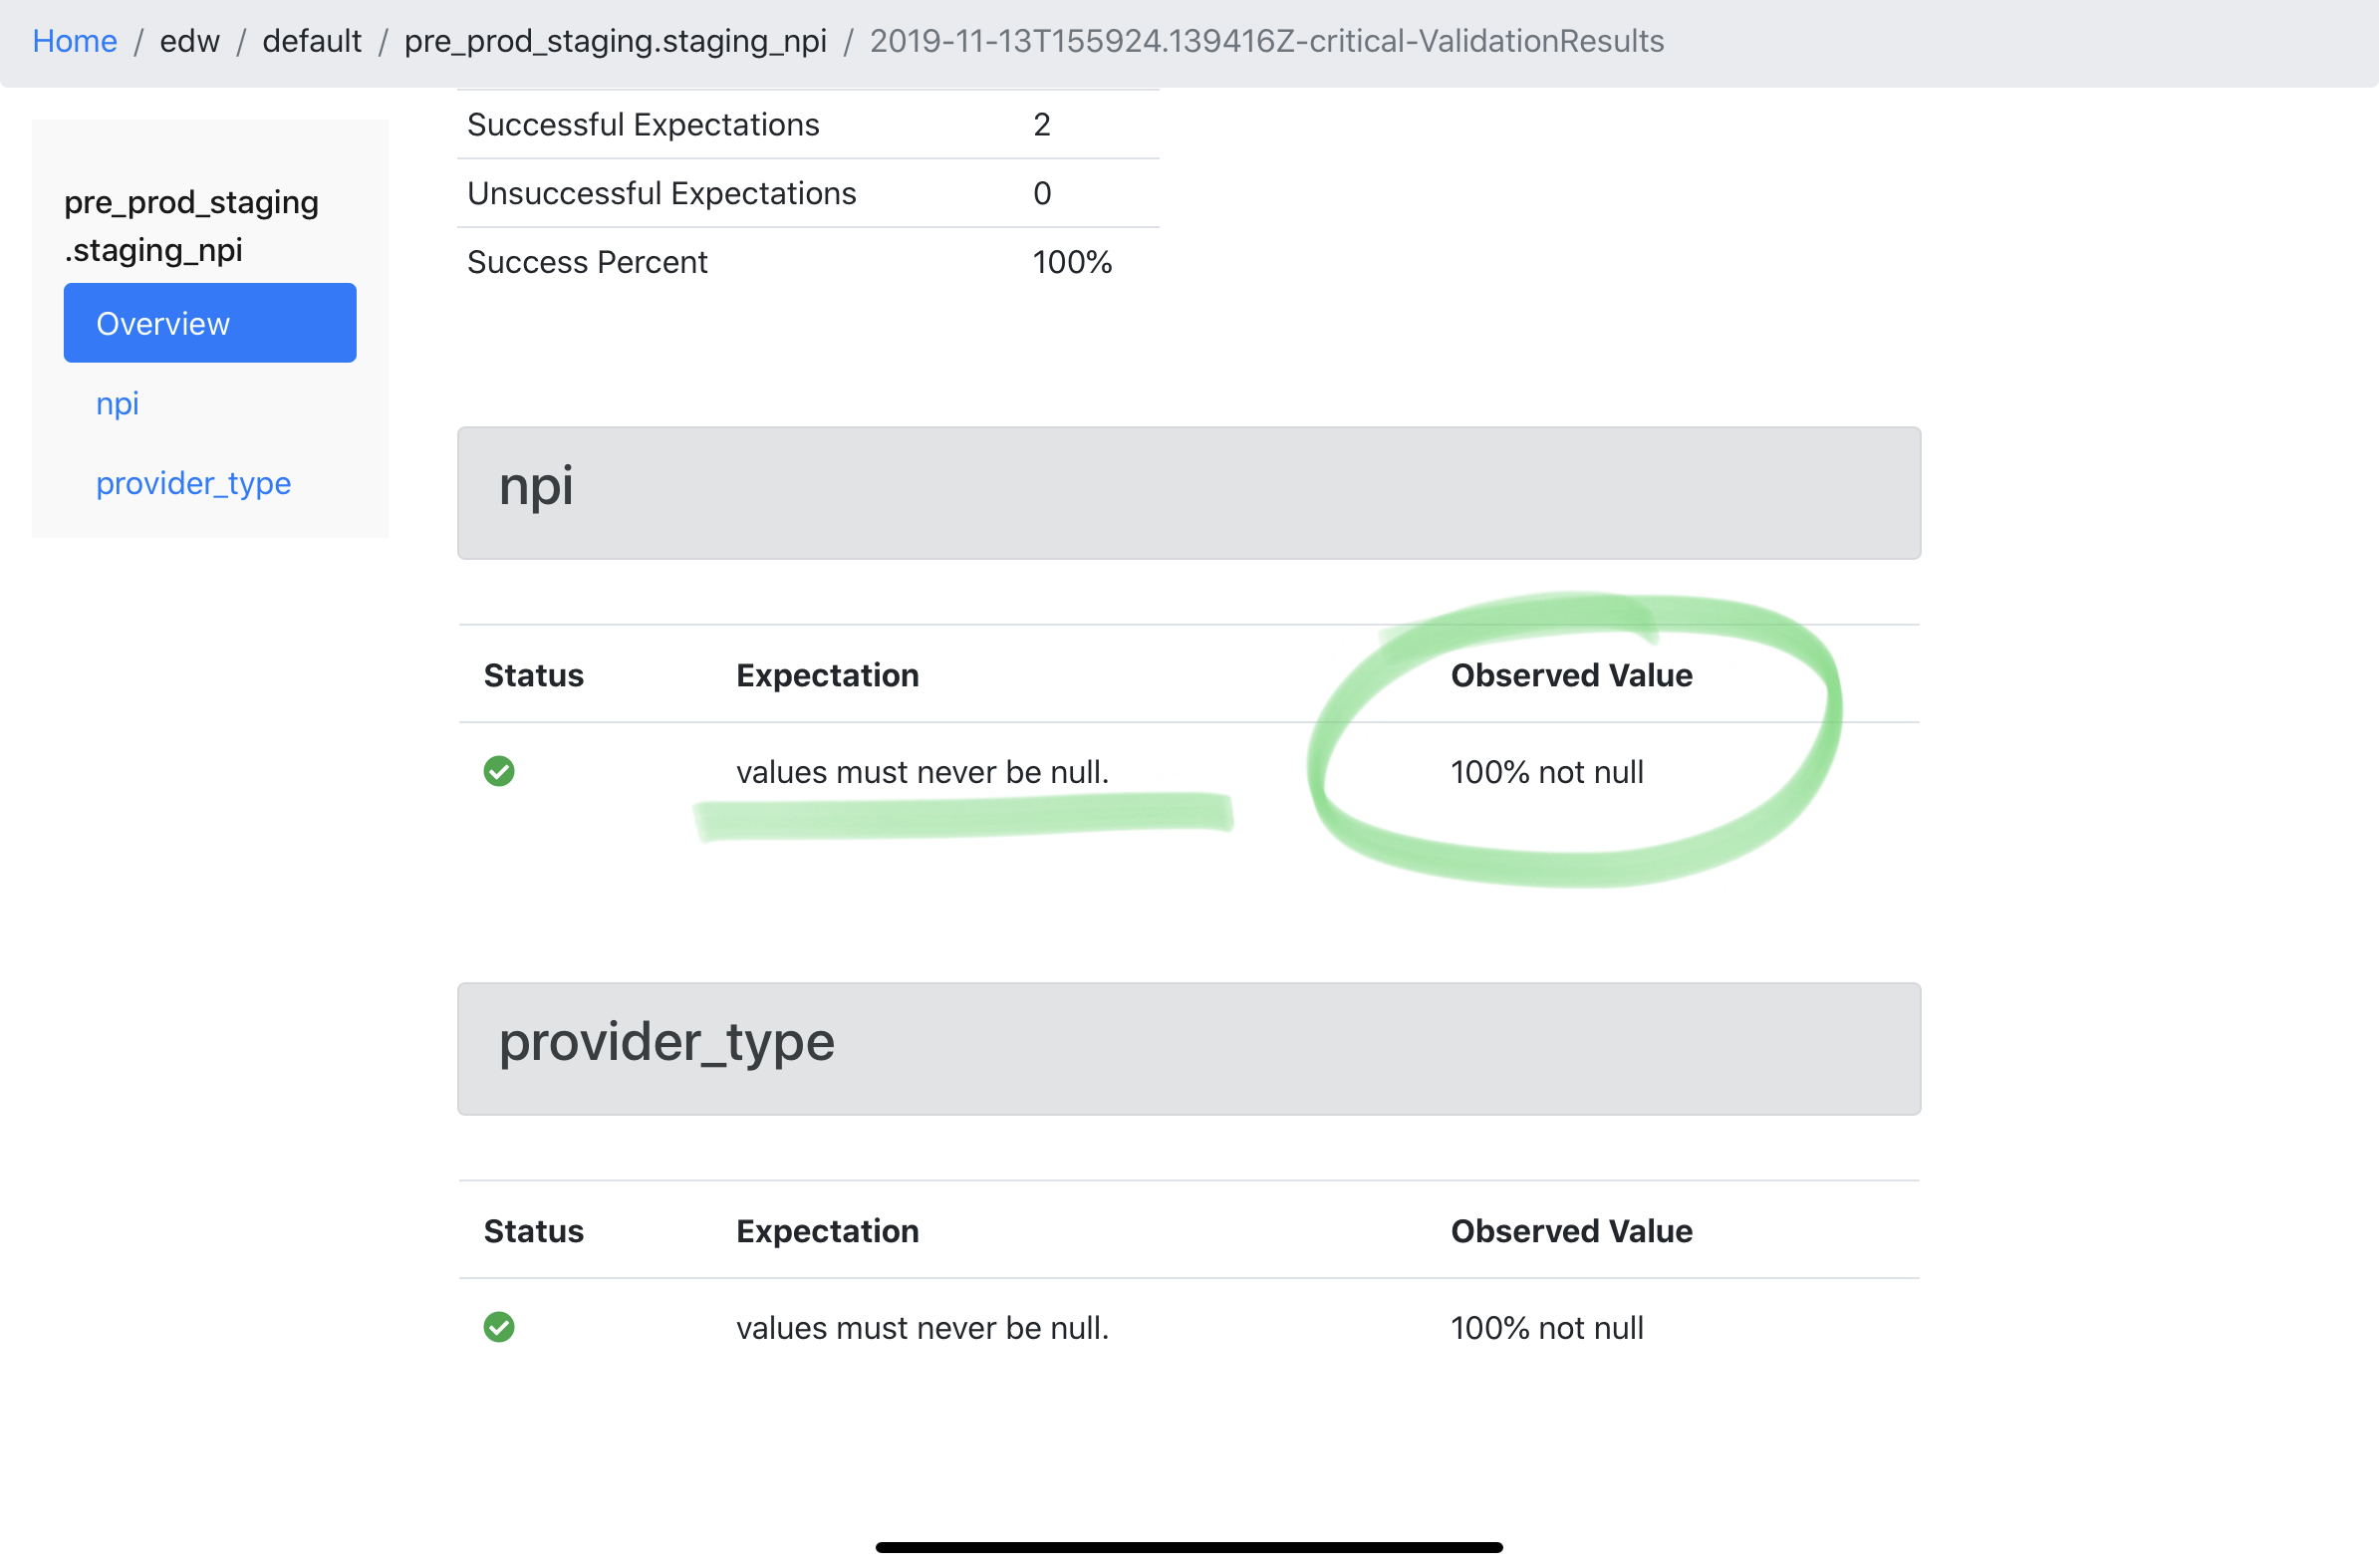 Home / edw / default / pre_prod_staging.staging_npi / 2019-11-13T155924.139416Z-critical-ValidationResults
pre_prod_staging
.staging_npi
Overview
npi
provider_type
Successful Expectations 2
Unsuccessful Expectations 0
Success Percent 100%
npi
Status Expectation Observed Value
values must never be null. 100% not null
provider_type
Status Expectation Observed Value
values must never be null. 100% not null